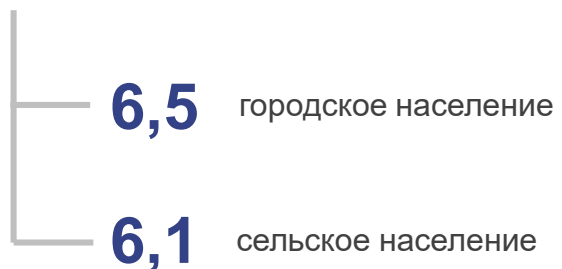 6,5 городское население
6,1 сельское население